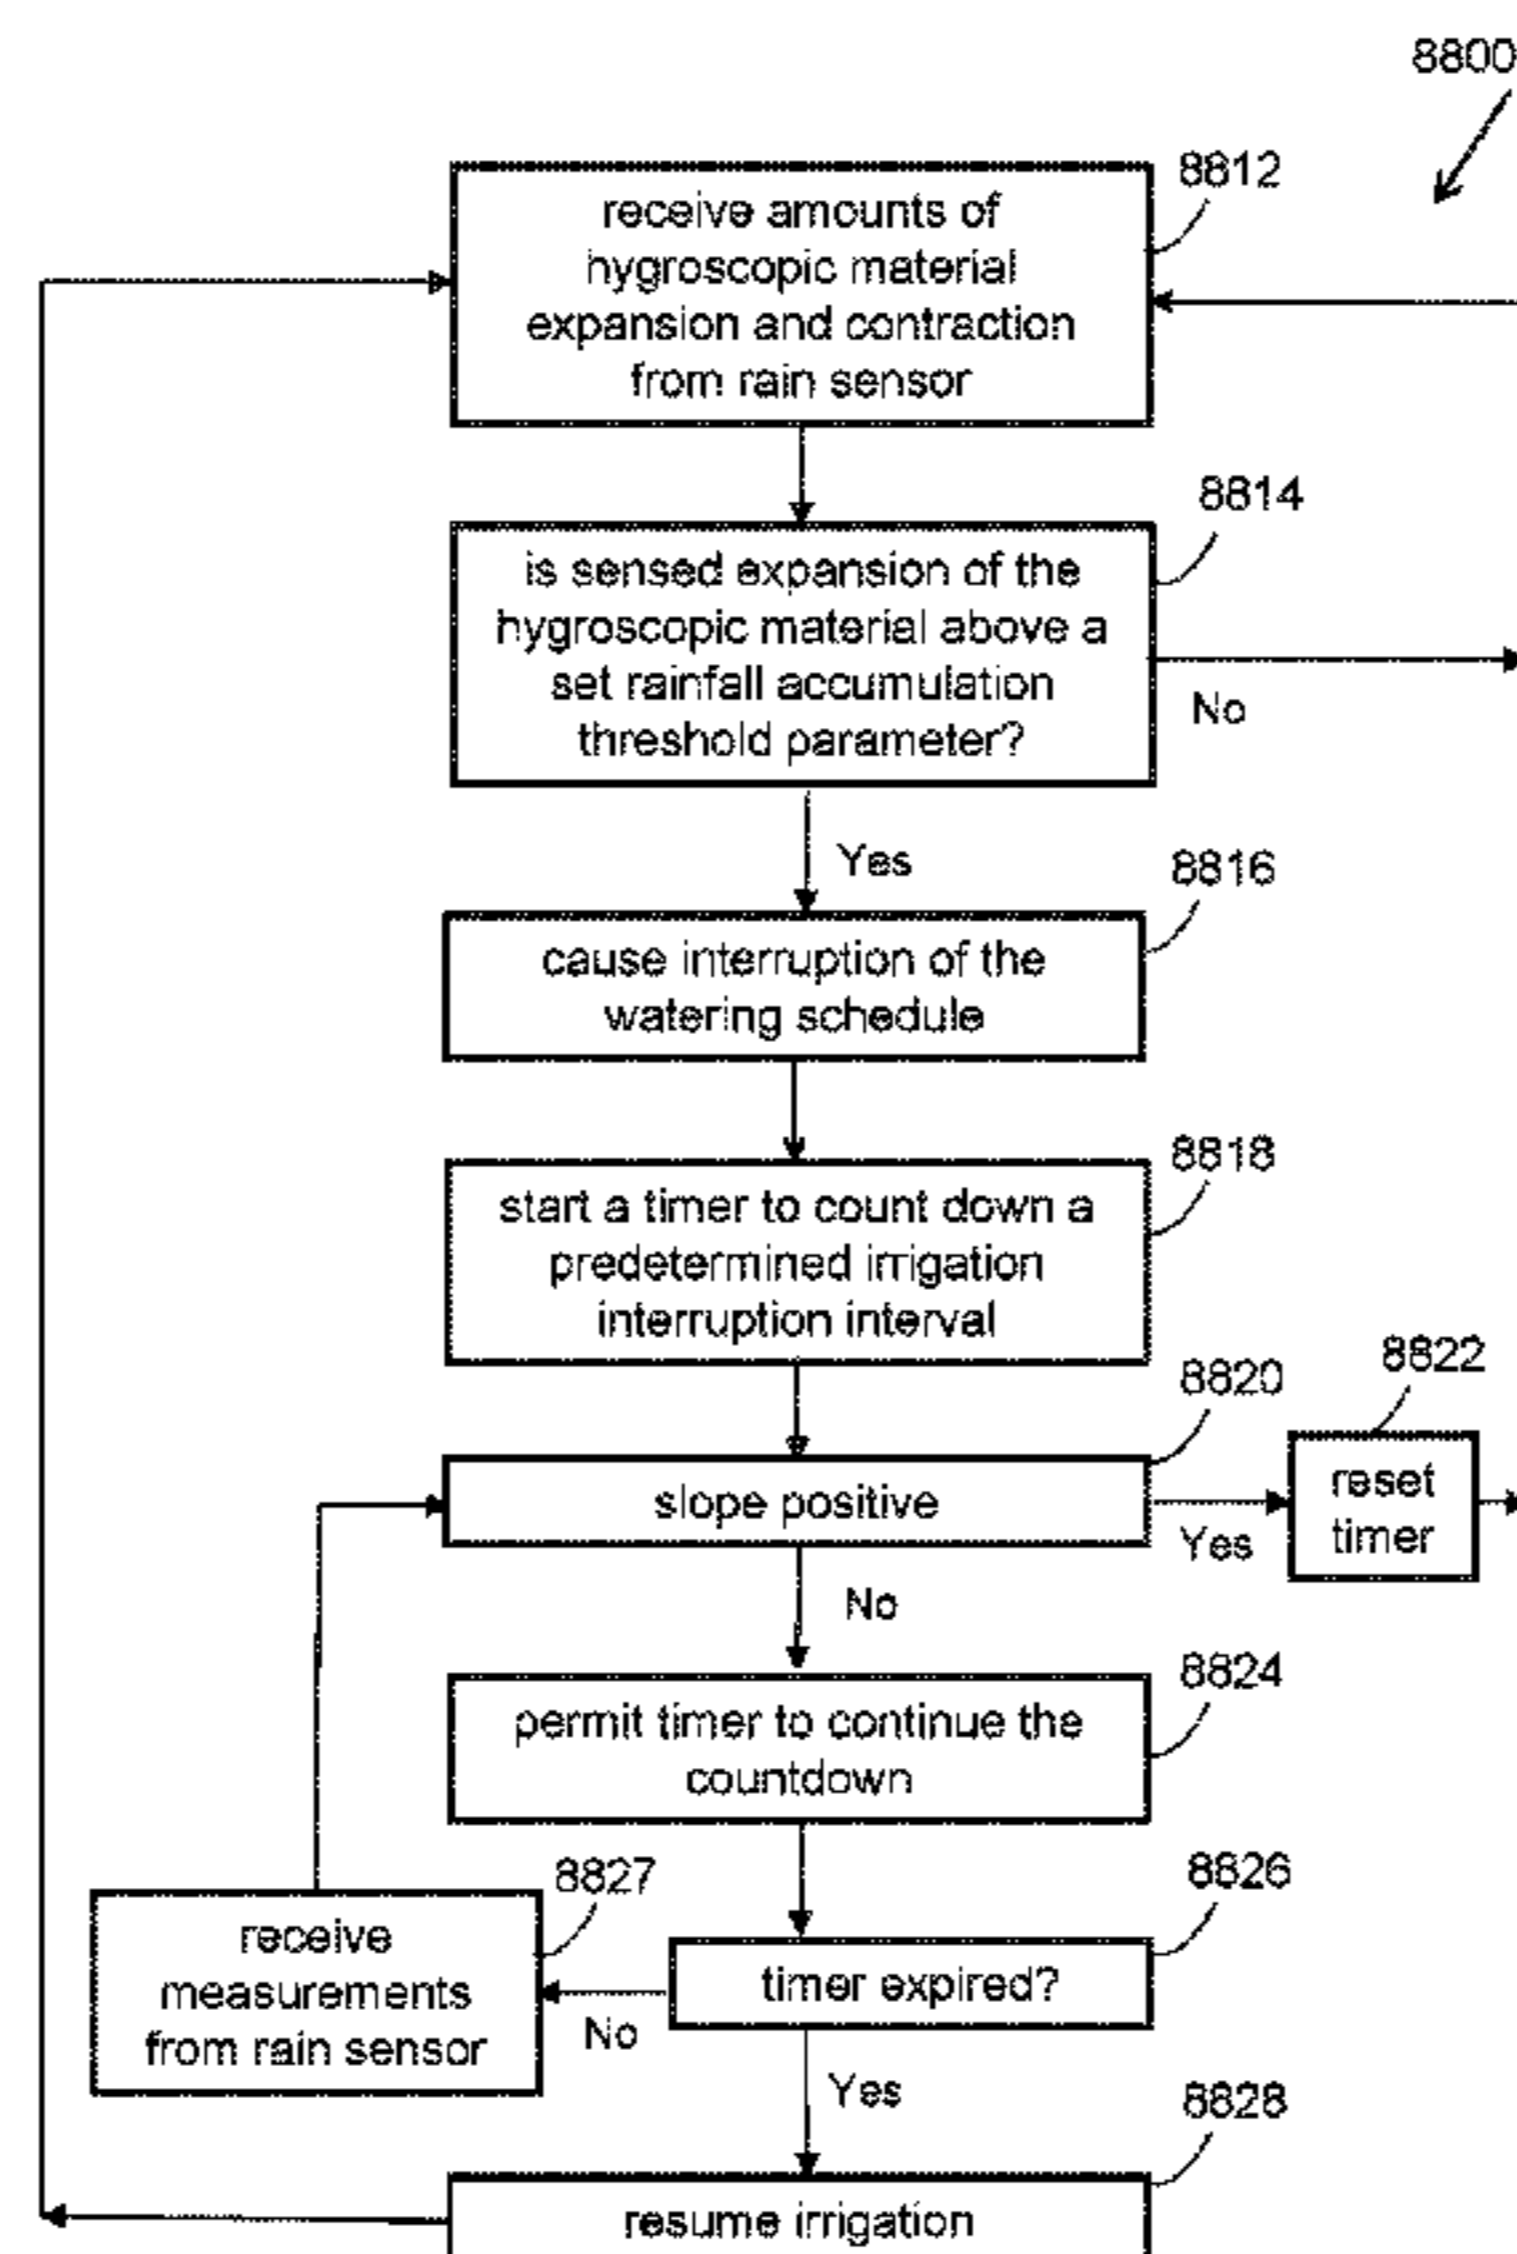 8800
8812
receive amounts of
hygroscopic material
expansion and contraction
from rain sensor
8814
is sensed expansion of the
hygroscopic material above a
set rainfall accumulation
threshold parameter?
No
Yes
8816
cause interruption of the
watering schedule
8818
start a timer to count down a
predetermined irrigation
interruption interval
8820
8822
slope positive
Yes
reset
timer
No
8824
permit timer to continue the
countdown
8827
8826
receive
measurements
from rain sensor
No
timer expired?
Yes
8828
resume irrigation